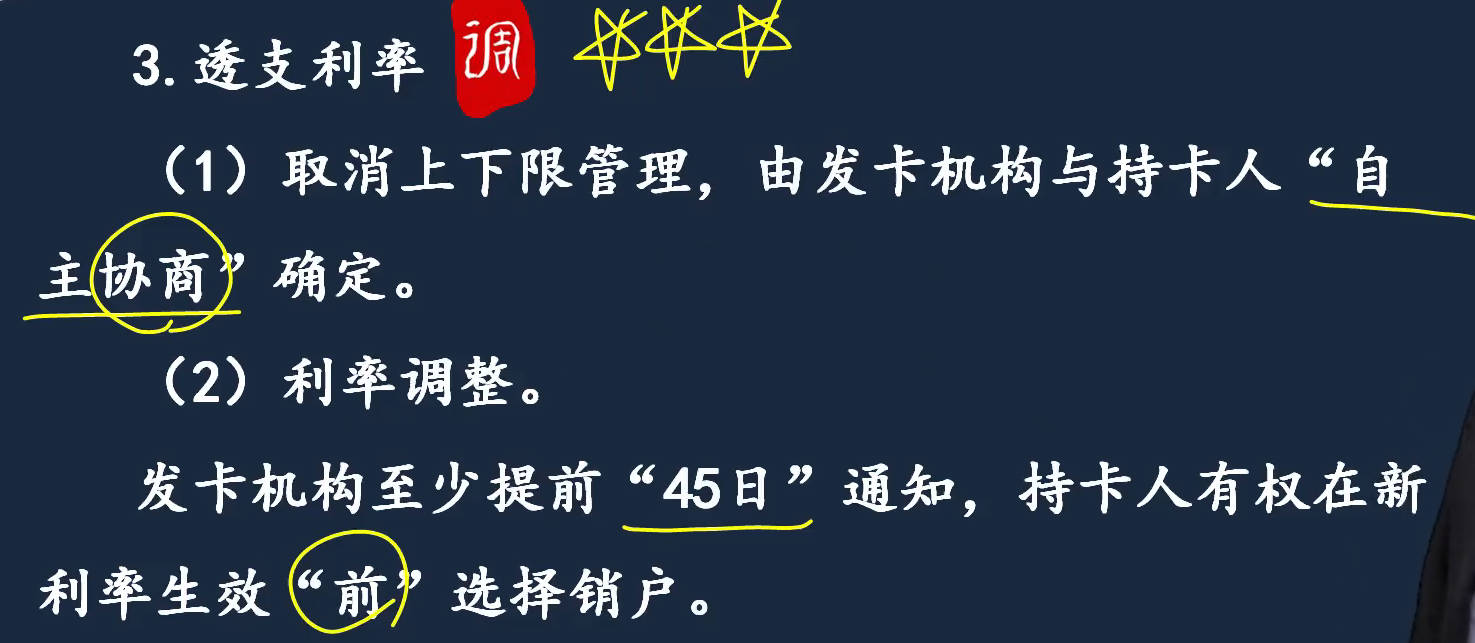 3.透支利率 调
（1）取消上下限管理，由发卡机构与持卡人“自
主协商”确定。
（2）利率调整。
发卡机构至少提前“45日”通知，持卡人有权在新
利率生效“前”选择销户。